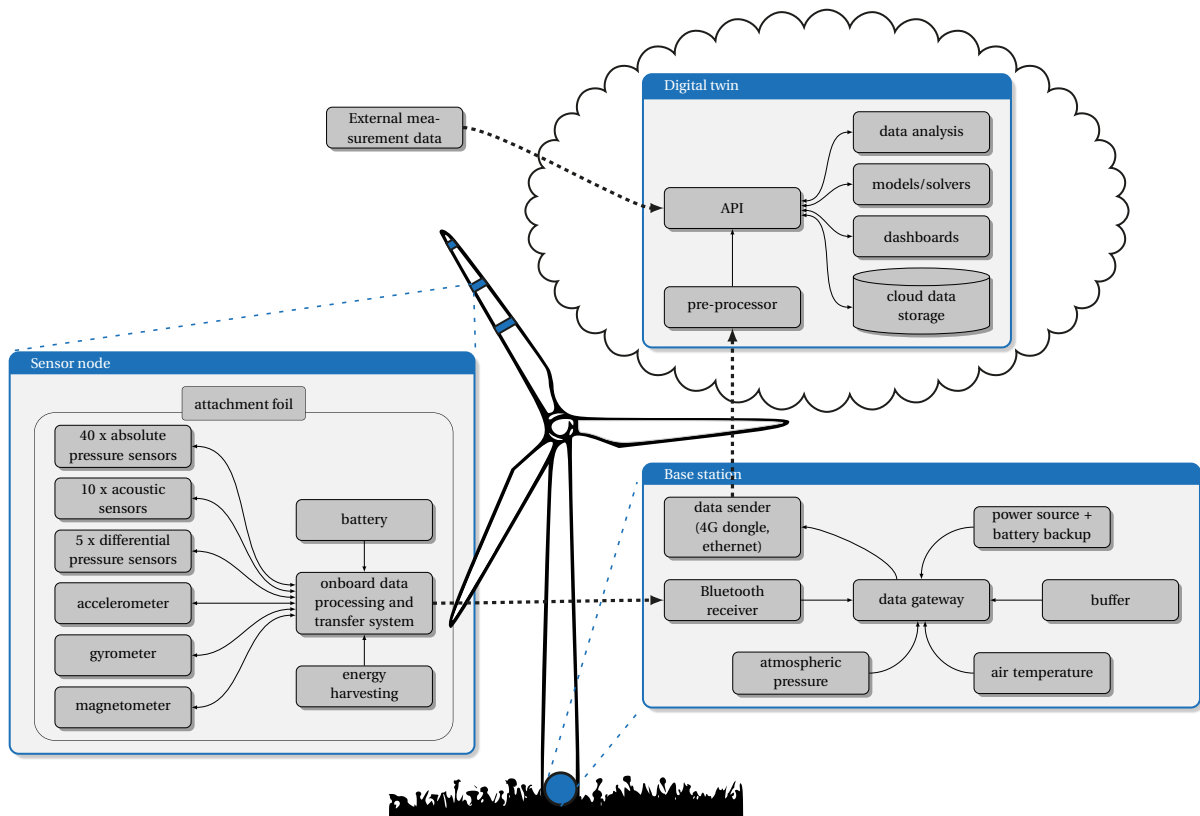 Digital twin
External mea-
surement data
data analysis
models/solvers
API
dashboards
pre-processor
cloud data
storage
Sensor node
attachment foil
40 x absolute
pressure sensors
10 x acoustic
sensors
5 x differential
pressure sensors
accelerometer
gyrometer
magnetometer
battery
onboard data
processing and
transfer system
energy
harvesting
Base station
data sender
(4G dongle,
ethernet)
power source +
battery backup
Bluetooth
receiver
data gateway
buffer
atmospheric
pressure
air temperature